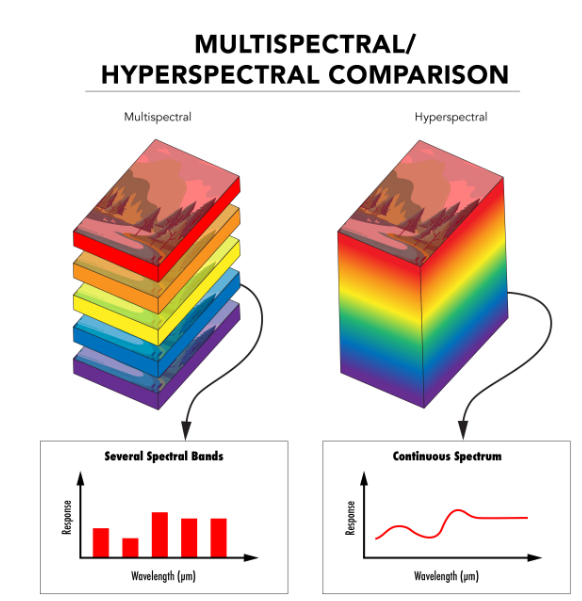 MULTISPECTRAL/
HYPERSPECTRAL COMPARISON
Multispectral
Hyperspectral
Several Spectral Bands
Response
Wavelength (μm)
Continuous Spectrum
Response
Wavelength (μm)